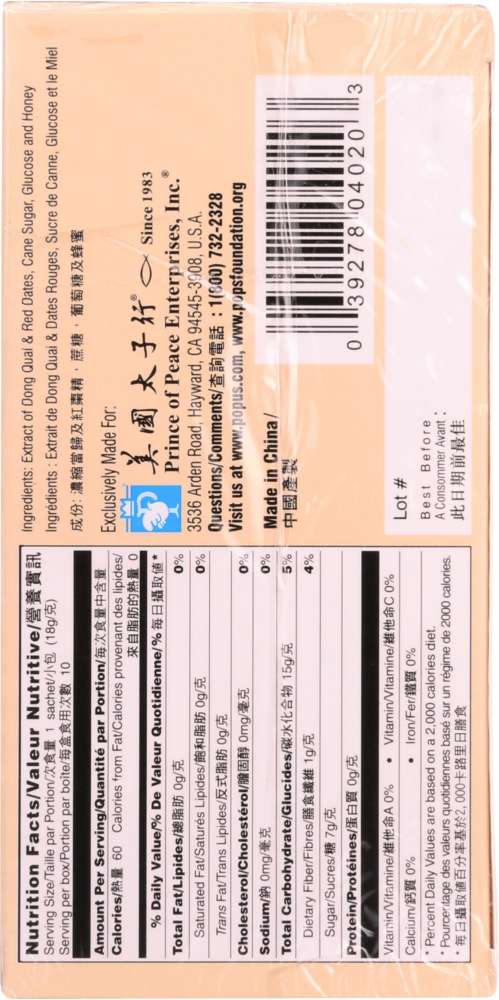 Nutrition Facts/Valeur Nutritive/營養資訊
Serving Size/Taille par Portion/次食量 1 sachet/小包 (18g/克)
Serving per box/Portion par boîte/每盒食用次數 10
Amount Per Serving/Quantité par Portion/每次食量中含量
Calories/熱量 60 Calories from Fat/Calories provenant des lipides/
來自脂肪的熱量 0
% Daily Value/% De Valeur Quotidienne/% 每日攝取值 *
Total Fat/Lipides/總脂肪 0g/克 0%
Saturated Fat/Saturés Lipides/飽和脂肪 0g/克 0%
Trans Fat/Trans Lipides/反式脂肪 0g/克
Cholesterol/Cholestérol/膽固醇 0mg/毫克 0%
Sodium/鈉 0mg/毫克 0%
Total Carbohydrate/Glucides/碳水化合物 15g/克 5%
Dietary Fiber/Fibres/膳食纖維 1g/克 4%
Sugar/Sucres/糖 7g/克
Protein/Protéines/蛋白質 0g/克
Vitamin/Vitamine/維他命A 0% • Vitamin/Vitamine/維他命C 0%
Calcium/鈣質 0% • Iron/Fer/鐵質 0%
* Percent Daily Values are based on a 2,000 calories diet.
* Pourcentage des valeurs quotidiennes basé sur un régime de 2000 calories.
* 每日攝取值百分率基於2,000卡路里日膳食
Ingredients: Extract of Dong Quai & Red Dates, Cane Sugar, Glucose and Honey
Ingrédients : Extrait de Dong Quai & Dates Rouges, Sucre de Canne, Glucose et le Miel
成份: 濃縮當歸及紅棗精，蔗糖，葡萄糖及蜂蜜
Exclusively Made For:
美國太子行® Since 1983
Prince of Peace Enterprises, Inc.®
3536 Arden Road, Hayward, CA 94545-3908, U.S.A.
Questions/Comments/查詢電話 : 1(800) 732-2328
Visit us at www.popus.com, www.popsfoundation.org
Made in China /
中國產製
0 39278 04020 3
Lot #
Best Before
A Consommer Avant :
此日期前最佳